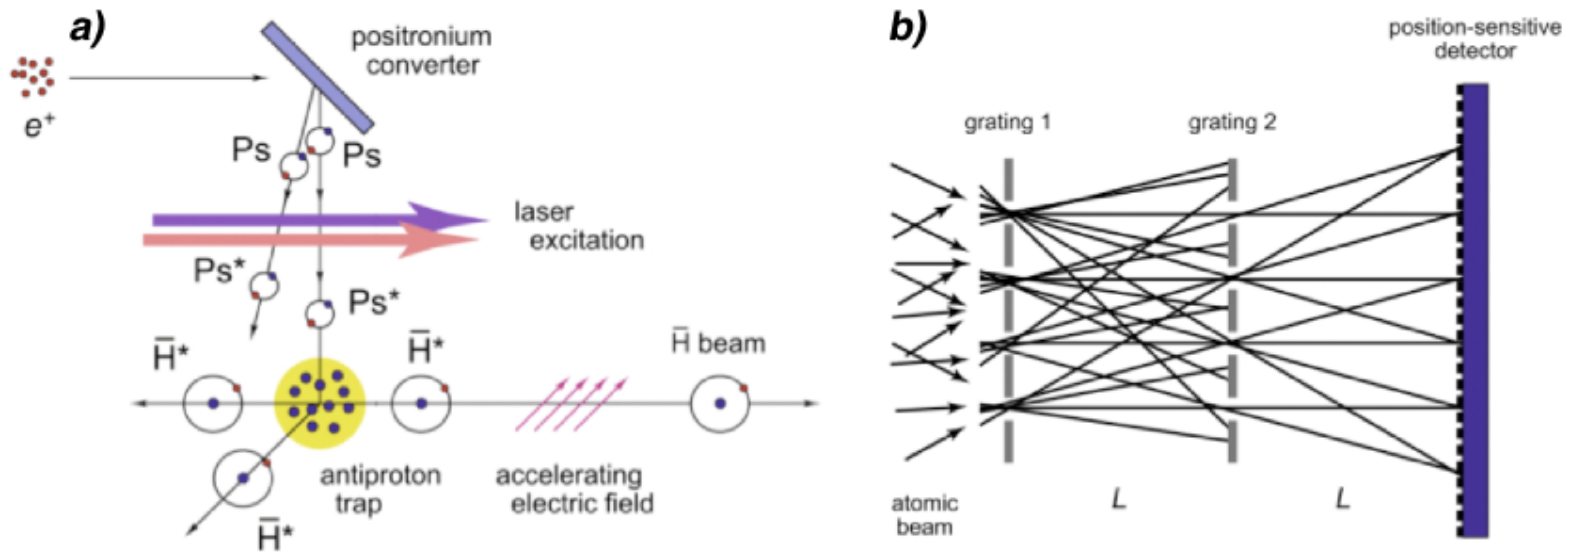 a)
positronium
converter
e⁺
Ps
Ps
laser
excitation
Ps*
Ps*
H̅*
H̅*
H̅ beam
antiproton
trap
accelerating
electric field
H̅*
b)
position-sensitive
detector
grating 1
grating 2
atomic
beam
L
L